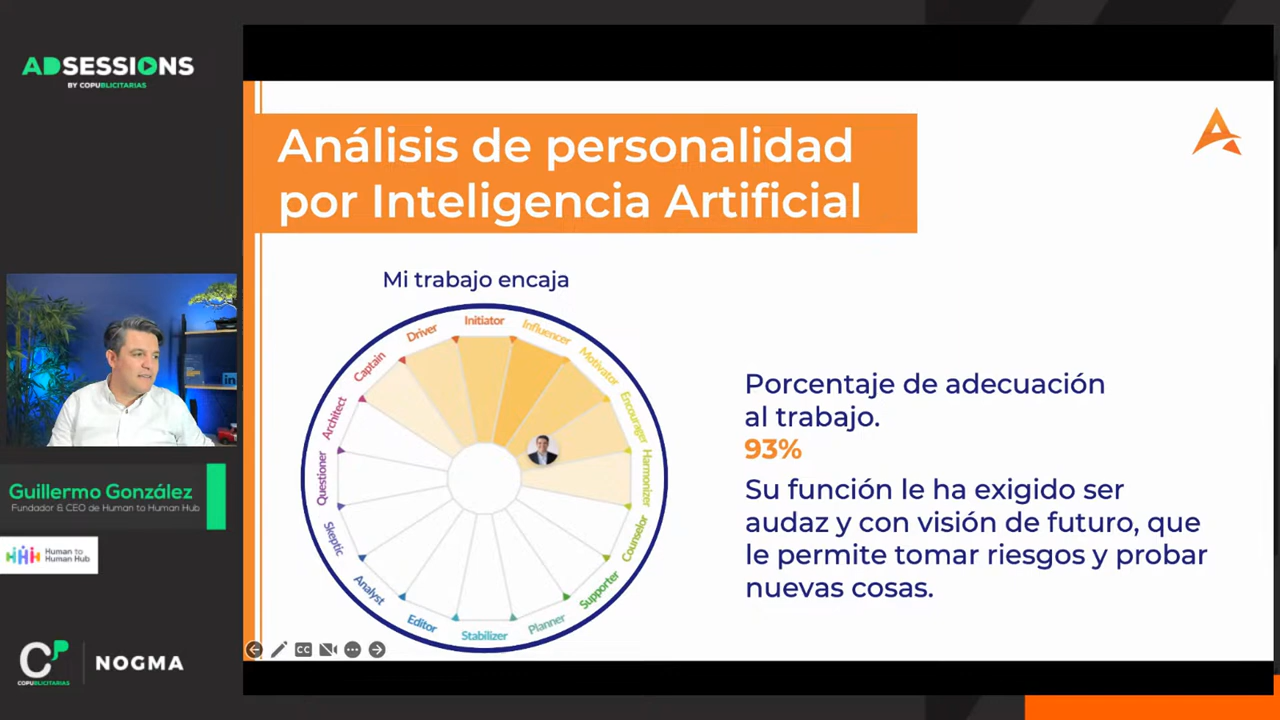 ADSESSIONS
BY COPUBLICITARIAS
Análisis de personalidad
por Inteligencia Artificial
Mi trabajo encaja
Initiator
Influencer
Motivator
Encourager
Harmonizer
Counselor
Supporter
Planner
Stabilizer
Editor
Analyst
Skeptic
Questioner
Architect
Captain
Driver
Porcentaje de adecuación
al trabajo.
93%
Su función le ha exigido ser
audaz y con visión de futuro, que
le permite tomar riesgos y probar
nuevas cosas.
Guillermo González
Fundador & CEO de Human to Human Hub
Human to
Human Hub
COPUBLICITARIAS
NOGMA
CC